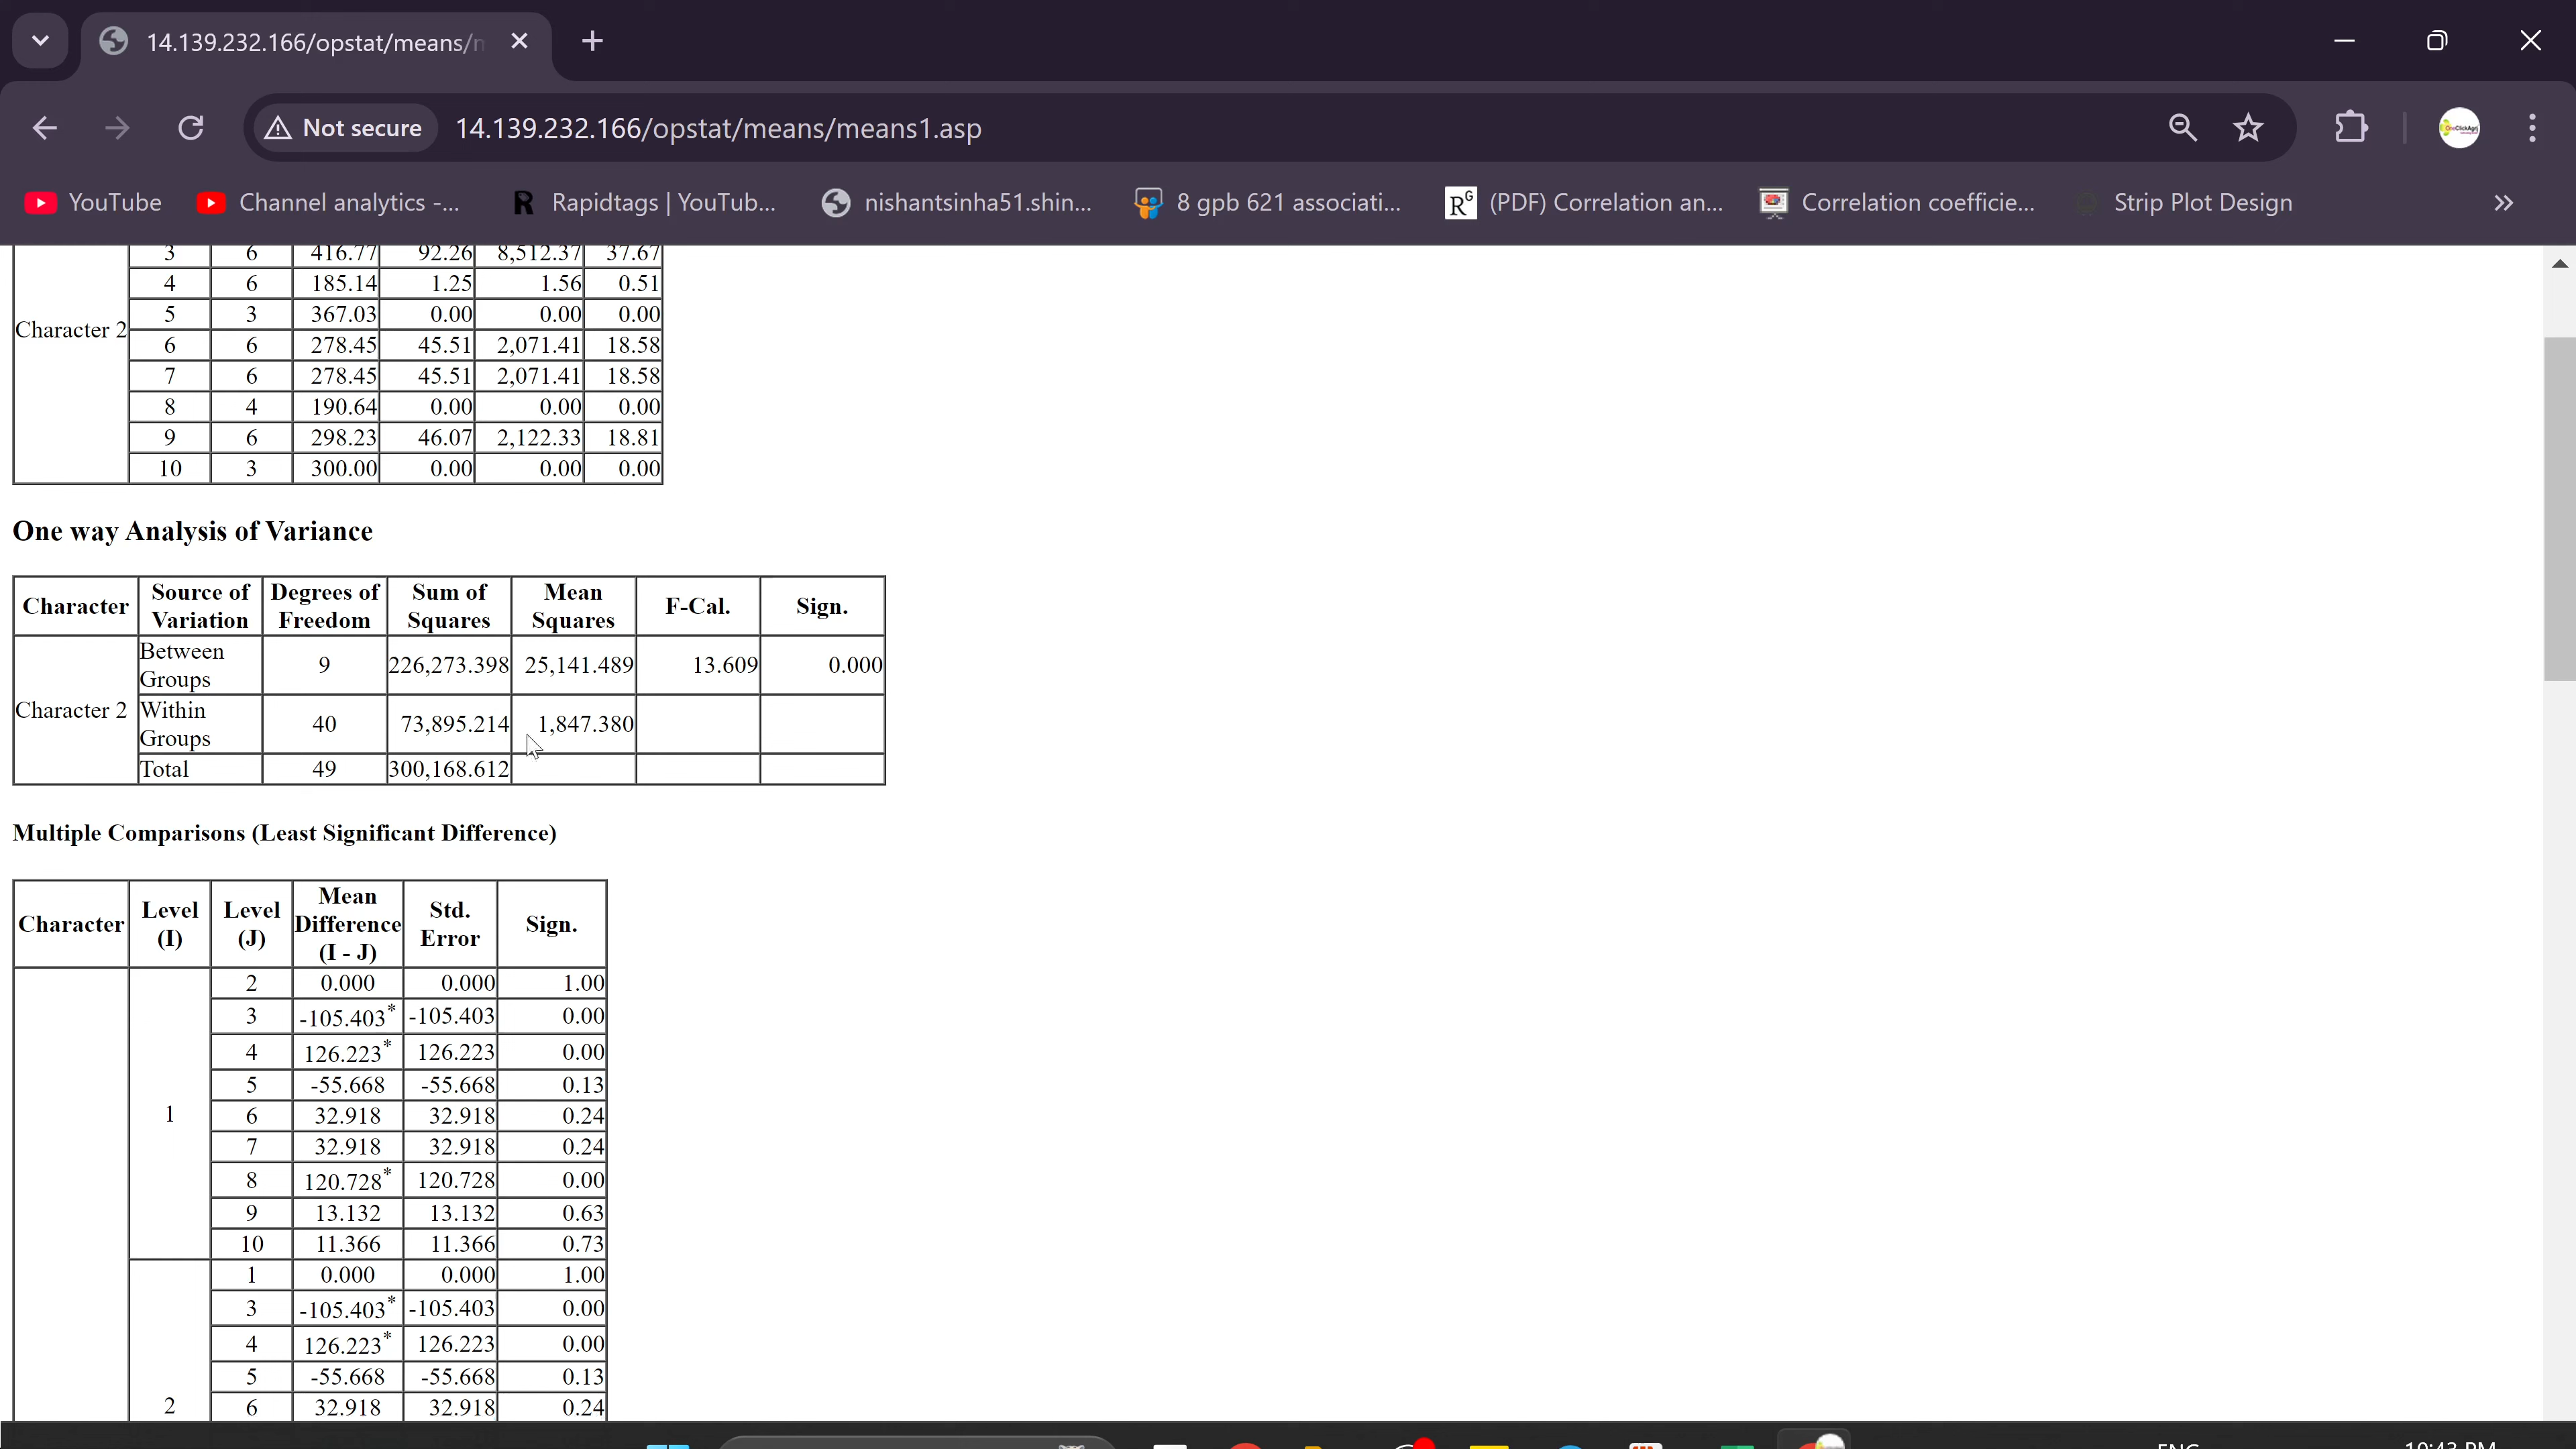 14.139.232.166/opstat/means/
Not secure 14.139.232.166/opstat/means/means1.asp
YouTube Channel analytics -... Rapidtags | YouTub... nishantsinha51.shin... 8 gpb 621 associati... (PDF) Correlation an... Correlation coefficie... Strip Plot Design
3 6 416.77 92.26 8,512.37 37.67
4 6 185.14 1.25 1.56 0.51
Character 2
5 3 367.03 0.00 0.00 0.00
6 6 278.45 45.51 2,071.41 18.58
7 6 278.45 45.51 2,071.41 18.58
8 4 190.64 0.00 0.00 0.00
9 6 298.23 46.07 2,122.33 18.81
10 3 300.00 0.00 0.00 0.00
One way Analysis of Variance
Character Source of Variation Degrees of Freedom Sum of Squares Mean Squares F-Cal. Sign.
Character 2
Between Groups 9 226,273.398 25,141.489 13.609 0.000
Within Groups 40 73,895.214 1,847.380
Total 49 300,168.612
Multiple Comparisons (Least Significant Difference)
Character Level (I) Level (J) Mean Difference (I - J) Std. Error Sign.
1
2 0.000 0.000 1.00
3 -105.403* -105.403 0.00
4 126.223* 126.223 0.00
5 -55.668 -55.668 0.13
6 32.918 32.918 0.24
7 32.918 32.918 0.24
8 120.728* 120.728 0.00
9 13.132 13.132 0.63
10 11.366 11.366 0.73
2
1 0.000 0.000 1.00
3 -105.403* -105.403 0.00
4 126.223* 126.223 0.00
5 -55.668 -55.668 0.13
6 32.918 32.918 0.24
ENG 10:43 PM